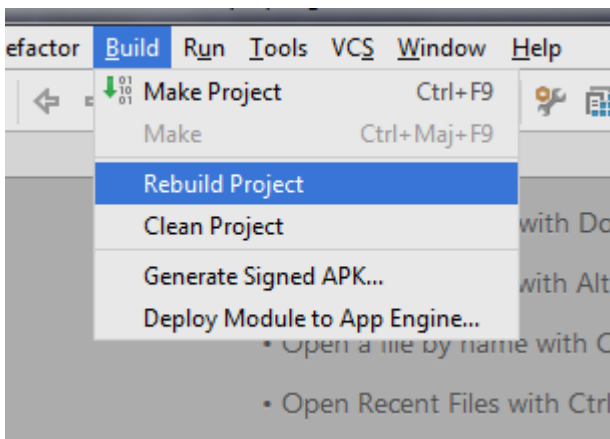 efactor Build Run Tools VCS Window Help
Make Project Ctrl+F9
Make Ctrl+Maj+F9
Rebuild Project
Clean Project
with Do
Generate Signed APK...
with Alt
Deploy Module to App Engine...
• Open a file by name with C
• Open Recent Files with Ctrl